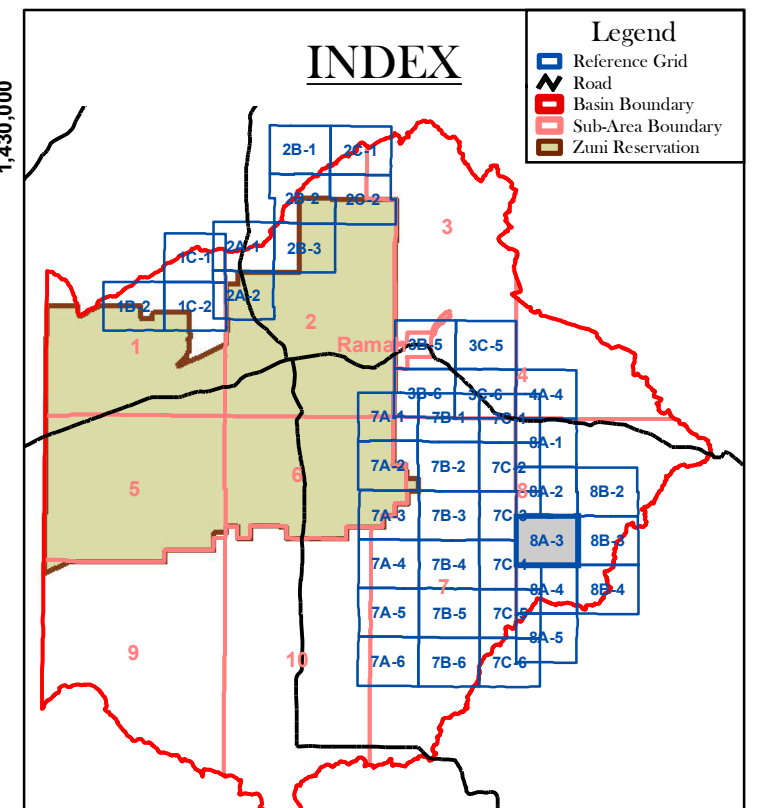 1,430,000
INDEX
Legend
Reference Grid
Road
Basin Boundary
Sub-Area Boundary
Zuni Reservation
2B-1 2C-1
2B-2 2C-2
3
1C-1 2A-1 2B-3
1B-2 1C-2 2A-2
2
1
Ramah 3B-5 3C-5
4
3B-6 3C-6 4A-4
7A-1 7B-1 7C-1
8A-1
7A-2 7B-2 7C-2
5 6 8 8A-2 8B-2
7A-3 7B-3 7C-3
8A-3 8B-3
7A-4 7B-4 7C-4
7 8A-4 8B-4
7A-5 7B-5 7C-5
8A-5
9 10 7A-6 7B-6 7C-6